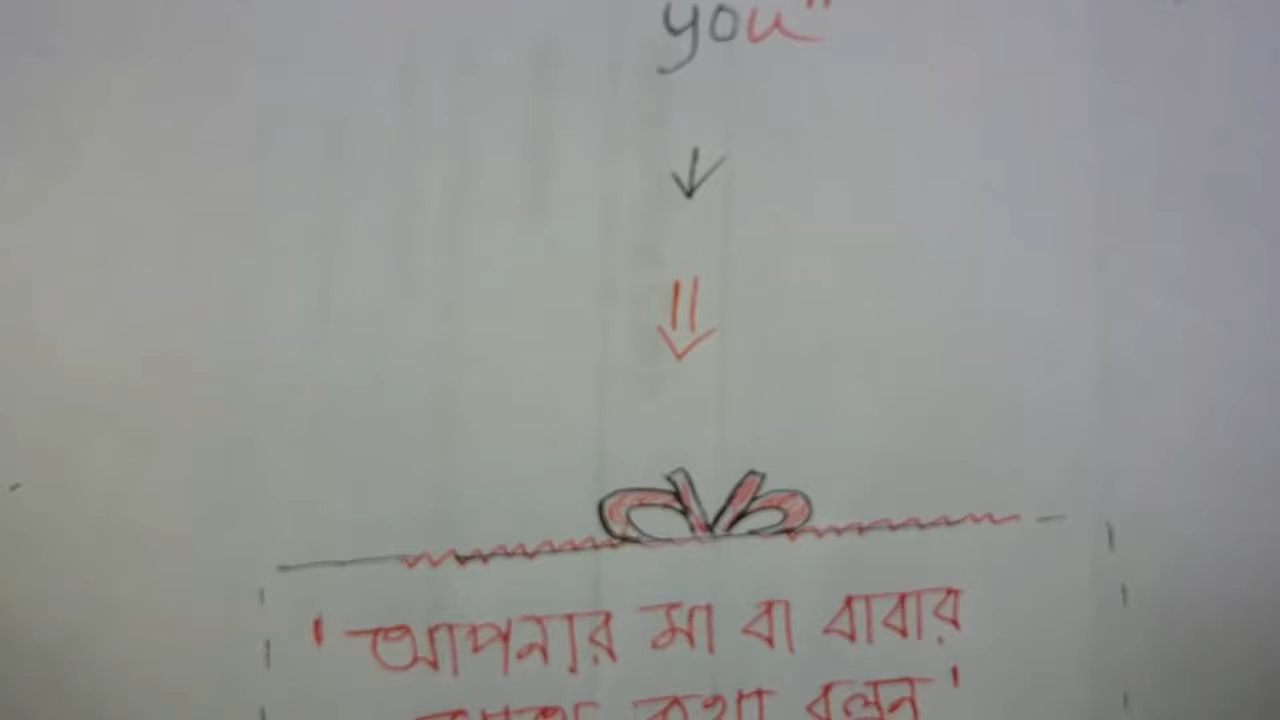 you"
'আপনার মা বা বাবার
কথা বলুন'